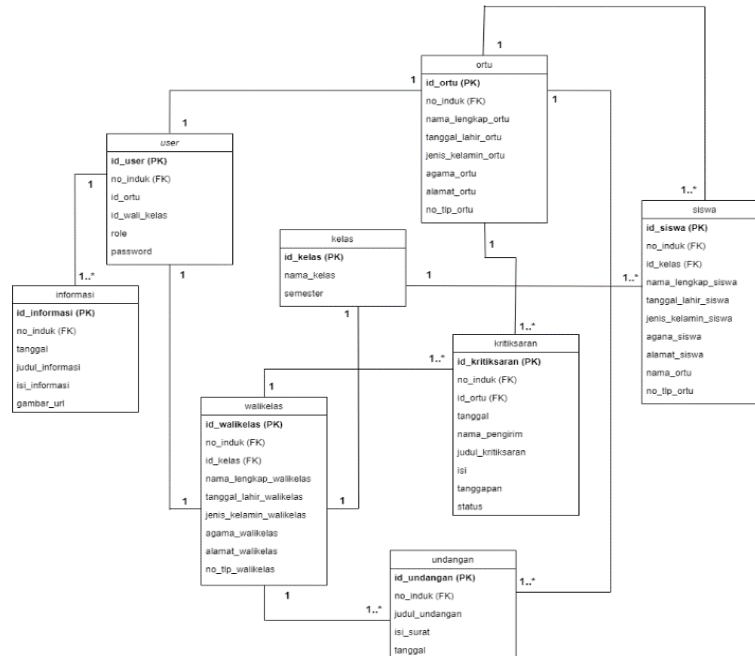 1
1
ortu
id_ortu (PK)
no_induk (FK)
nama_lengkap_ortu
tanggal_lahir_ortu
jenis_kelamin_ortu
agama_ortu
alamat_ortu
no_tlp_ortu
1
1
user
id_user (PK)
no_induk (FK)
id_ortu
id_wali_kelas
role
password
1
1
1
1..*
siswa
id_siswa (PK)
no_induk (FK)
id_kelas (FK)
nama_lengkap_siswa
tanggal_lahir_siswa
jenis_kelamin_siswa
agana_siswa
alamat_siswa
nama_ortu
no_tlp_ortu
kelas
id_kelas (PK)
nama_kelas
semester
1
1..*
1
1..*
informasi
id_informasi (PK)
no_induk (FK)
tanggal
judul_informasi
isi_informasi
gambar_url
1..*
kritiksaran
id_kritiksaran (PK)
no_induk (FK)
id_ortu (FK)
tanggal
nama_pengirim
judul_kritiksaran
isi
tanggapan
status
1..*
1
walikelas
id_walikelas (PK)
no_induk (FK)
id_kelas (FK)
nama_lengkap_walikelas
tanggal_lahir_walikelas
jenis_kelamin_walikelas
agama_walikelas
alamat_walikelas
no_tlp_walikelas
1
1
1
1..*
undangan
id_undangan (PK)
no_induk (FK)
judul_undangan
isi_surat
tanggal
1..*